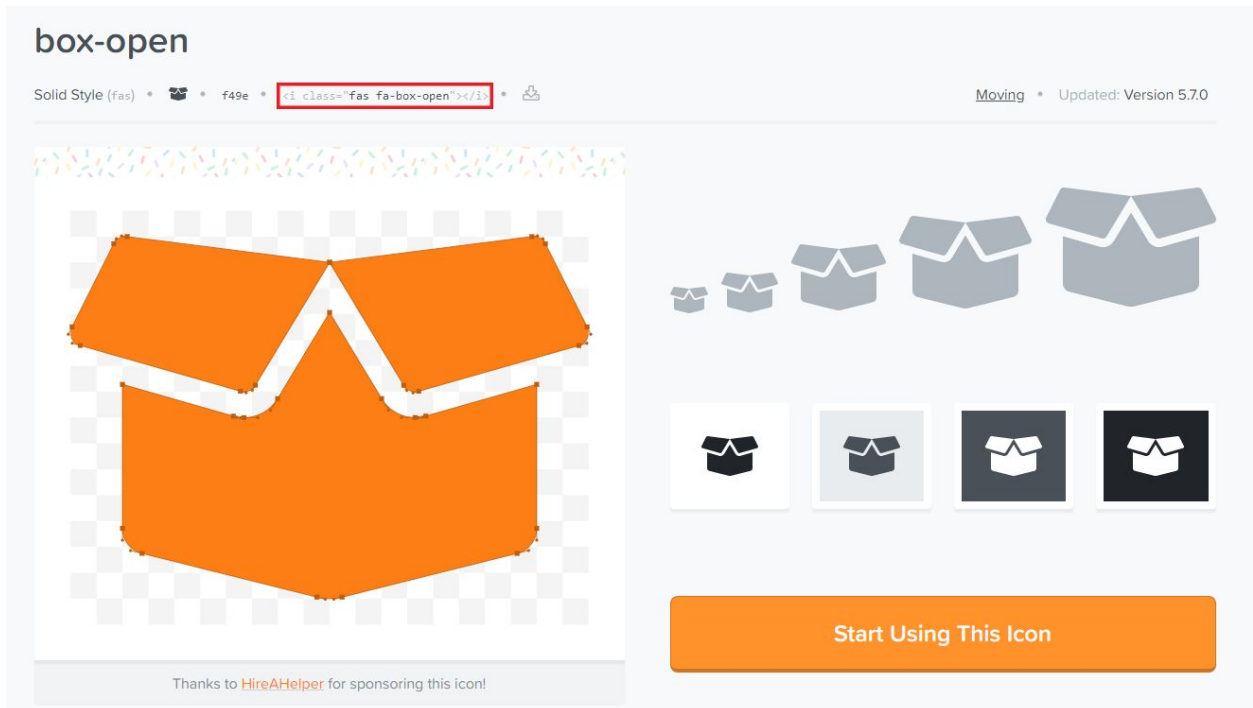 box-open
Solid Style (fas) • • f49e • <i class="fas fa-box-open"></i> •
Moving • Updated: Version 5.7.0
Start Using This Icon
Thanks to HireAHelper for sponsoring this icon!